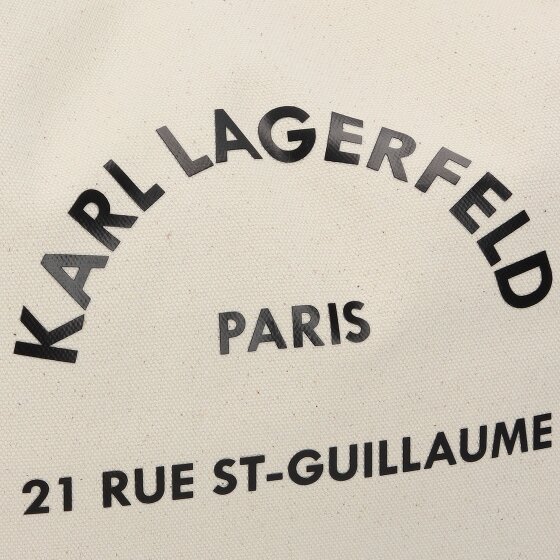 KARL LAGERFELD
PARIS
21 RUE ST-GUILLAUME